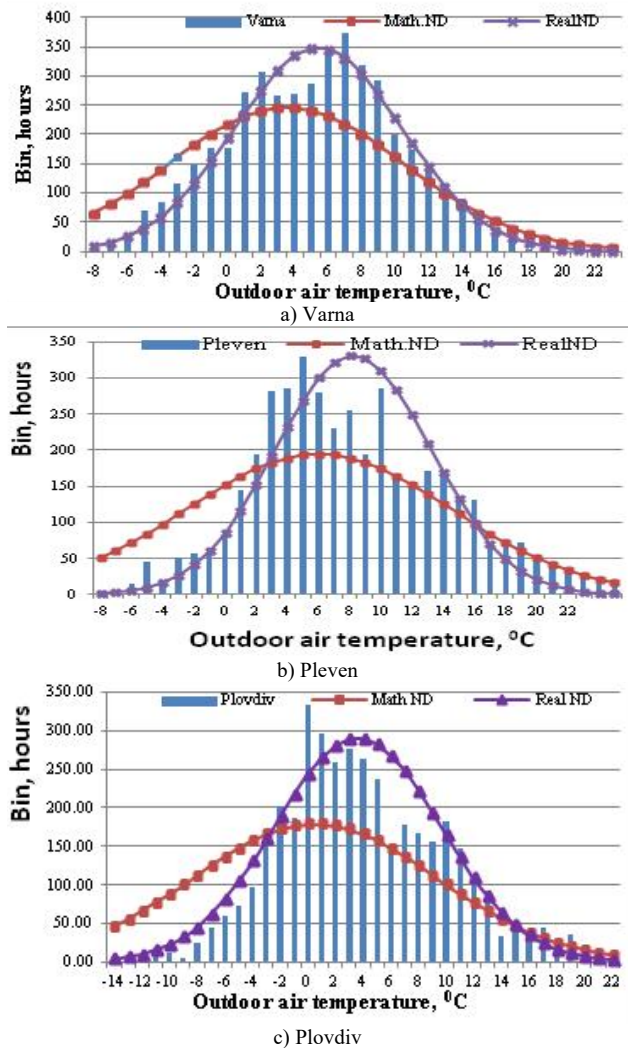 Varna Math.ND RealND
400
350
300
250
200
150
100
50
0
Bin, hours
-8 -6 -4 -2 0 2 4 6 8 10 12 14 16 18 20 22
Outdoor air temperature, ⁰C
a) Varna
Pleven Math.ND RealND
350
300
250
200
150
100
50
0
Bin, hours
-8 -6 -4 -2 0 2 4 6 8 10 12 14 16 18 20 22
Outdoor air temperature, ⁰C
b) Pleven
Plovdiv Math ND Real ND
350.00
300.00
250.00
200.00
150.00
100.00
50.00
0.00
Bin, hours
-14 -12 -10 -8 -6 -4 -2 0 2 4 6 8 10 12 14 16 18 20 22
Outdoor air temperature, ⁰C
c) Plovdiv